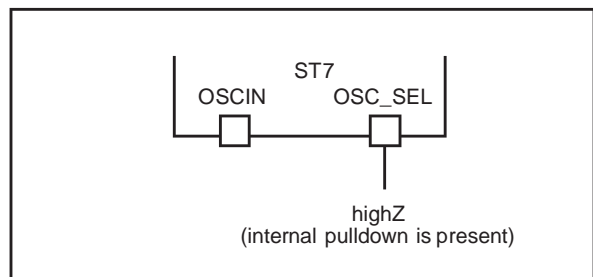 ST7
OSCIN OSC_SEL
highZ
(internal pulldown is present)